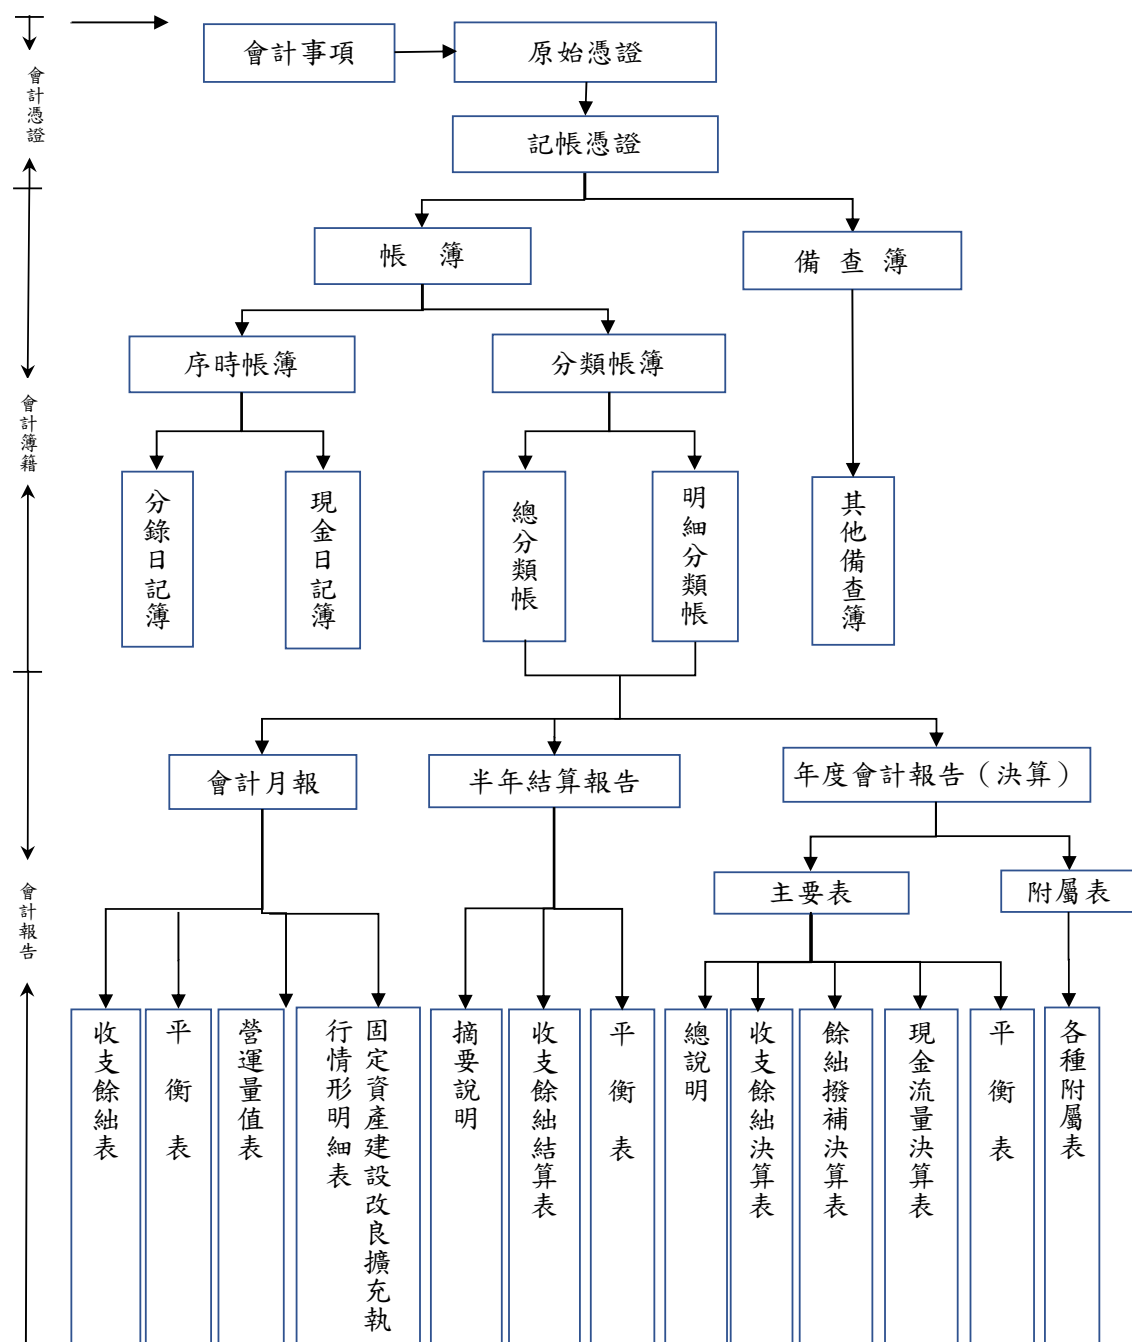 會計事項
原始憑證
會計憑證
記帳憑證
帳 簿
備 查 簿
序時帳簿
分類帳簿
會計簿籍
分錄日記簿
現金日記簿
總分類帳
明細分類帳
其他備查簿
會計月報
半年結算報告
年度會計報告（決算）
主要表
附屬表
會計報告
收支餘絀表
平 衡 表
營運量值表
固定資產建設改良擴充執
行情形明細表
摘要說明
收支餘絀結算表
平 衡 表
總說明
收支餘絀決算表
餘絀撥補決算表
現金流量決算表
平 衡 表
各種附屬表